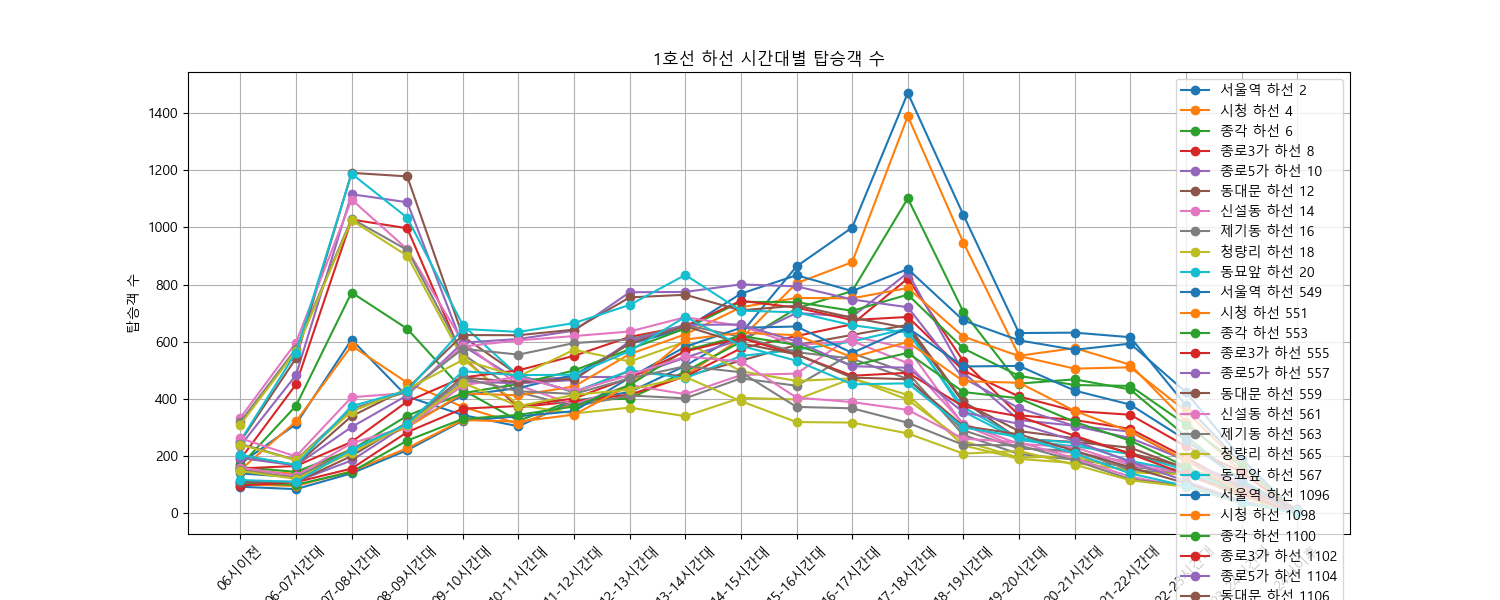 1호선 하선 시간대별 탑승객 수
탑승객 수
1400
1200
1000
800
600
400
200
0
06시이전
06-07시간대
07-08시간대
08-09시간대
09-10시간대
10-11시간대
11-12시간대
12-13시간대
13-14시간대
14-15시간대
15-16시간대
16-17시간대
17-18시간대
18-19시간대
19-20시간대
20-21시간대
21-22시간대
서울역 하선 2
시청 하선 4
종각 하선 6
종로3가 하선 8
종로5가 하선 10
동대문 하선 12
신설동 하선 14
제기동 하선 16
청량리 하선 18
동묘앞 하선 20
서울역 하선 549
시청 하선 551
종각 하선 553
종로3가 하선 555
종로5가 하선 557
동대문 하선 559
신설동 하선 561
제기동 하선 563
청량리 하선 565
동묘앞 하선 567
서울역 하선 1096
시청 하선 1098
종각 하선 1100
종로3가 하선 1102
종로5가 하선 1104
동대문 하선 1106